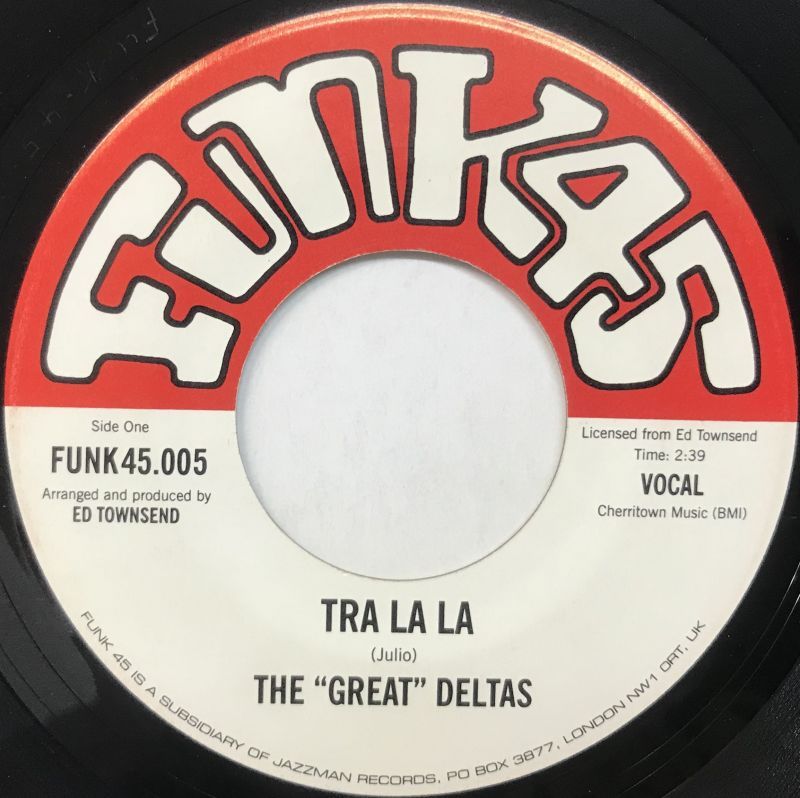 FUNK45
Side One
FUNK45.005
Arranged and produced by
ED TOWNSEND
Licensed from Ed Townsend
Time: 2:39
VOCAL
Cherritown Music (BMI)
TRA LA LA
(Julio)
THE “GREAT” DELTAS
FUNK 45 IS A SUBSIDIARY OF JAZZMAN RECORDS, PO BOX 3877, LONDON NW1 0RT, UK